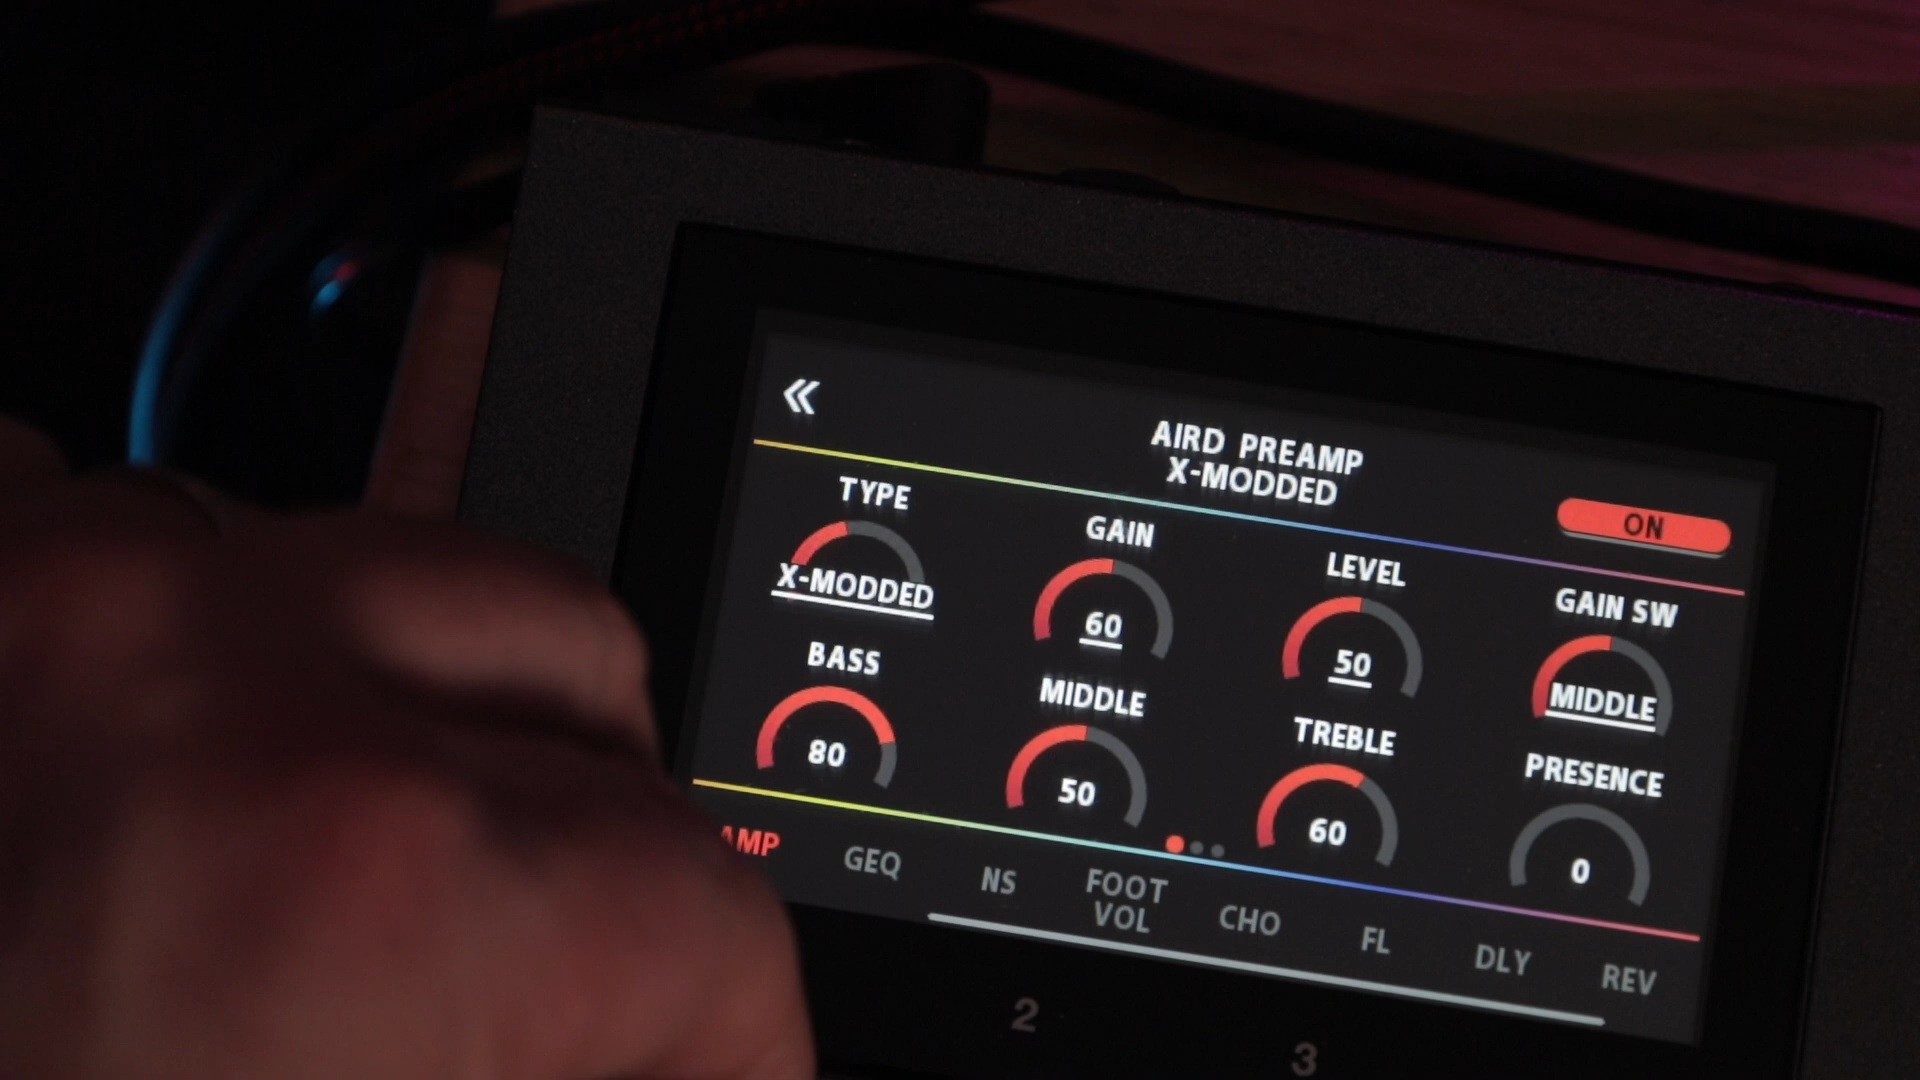 AIRD PREAMP
X-MODDED
ON
TYPE
X-MODDED
GAIN
60
LEVEL
50
GAIN SW
MIDDLE
BASS
80
MIDDLE
50
TREBLE
60
PRESENCE
0
AMP
GEQ
NS
FOOT
VOL
CHO
FL
DLY
REV
2
3